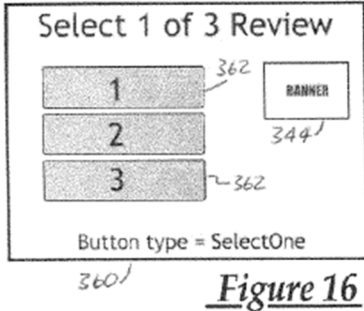 Select 1 of 3 Review
1
362
BANNER
344
2
3
362
Button type = SelectOne
360
Figure 16